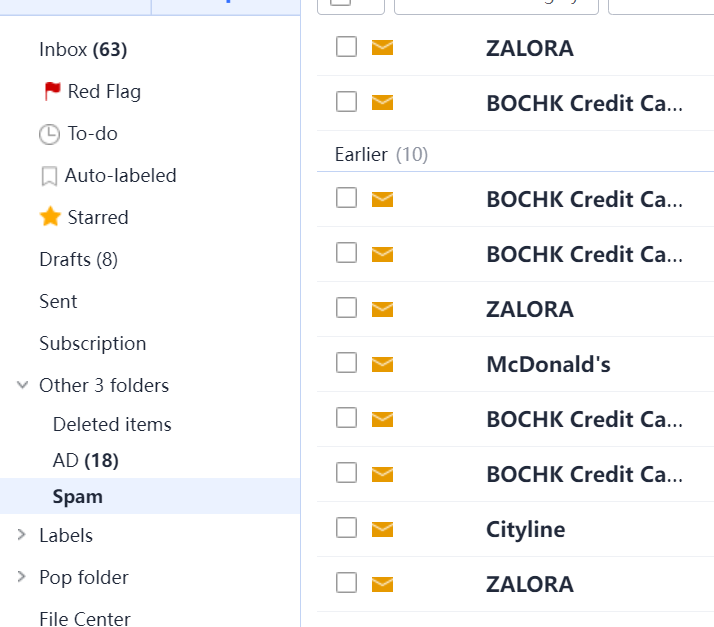 Inbox (63)
Red Flag
To-do
Auto-labeled
Starred
Drafts (8)
Sent
Subscription
Other 3 folders
Deleted items
AD (18)
Spam
Labels
Pop folder
File Center
ZALORA
BOCHK Credit Ca...
Earlier (10)
BOCHK Credit Ca...
BOCHK Credit Ca...
ZALORA
McDonald's
BOCHK Credit Ca...
BOCHK Credit Ca...
Cityline
ZALORA